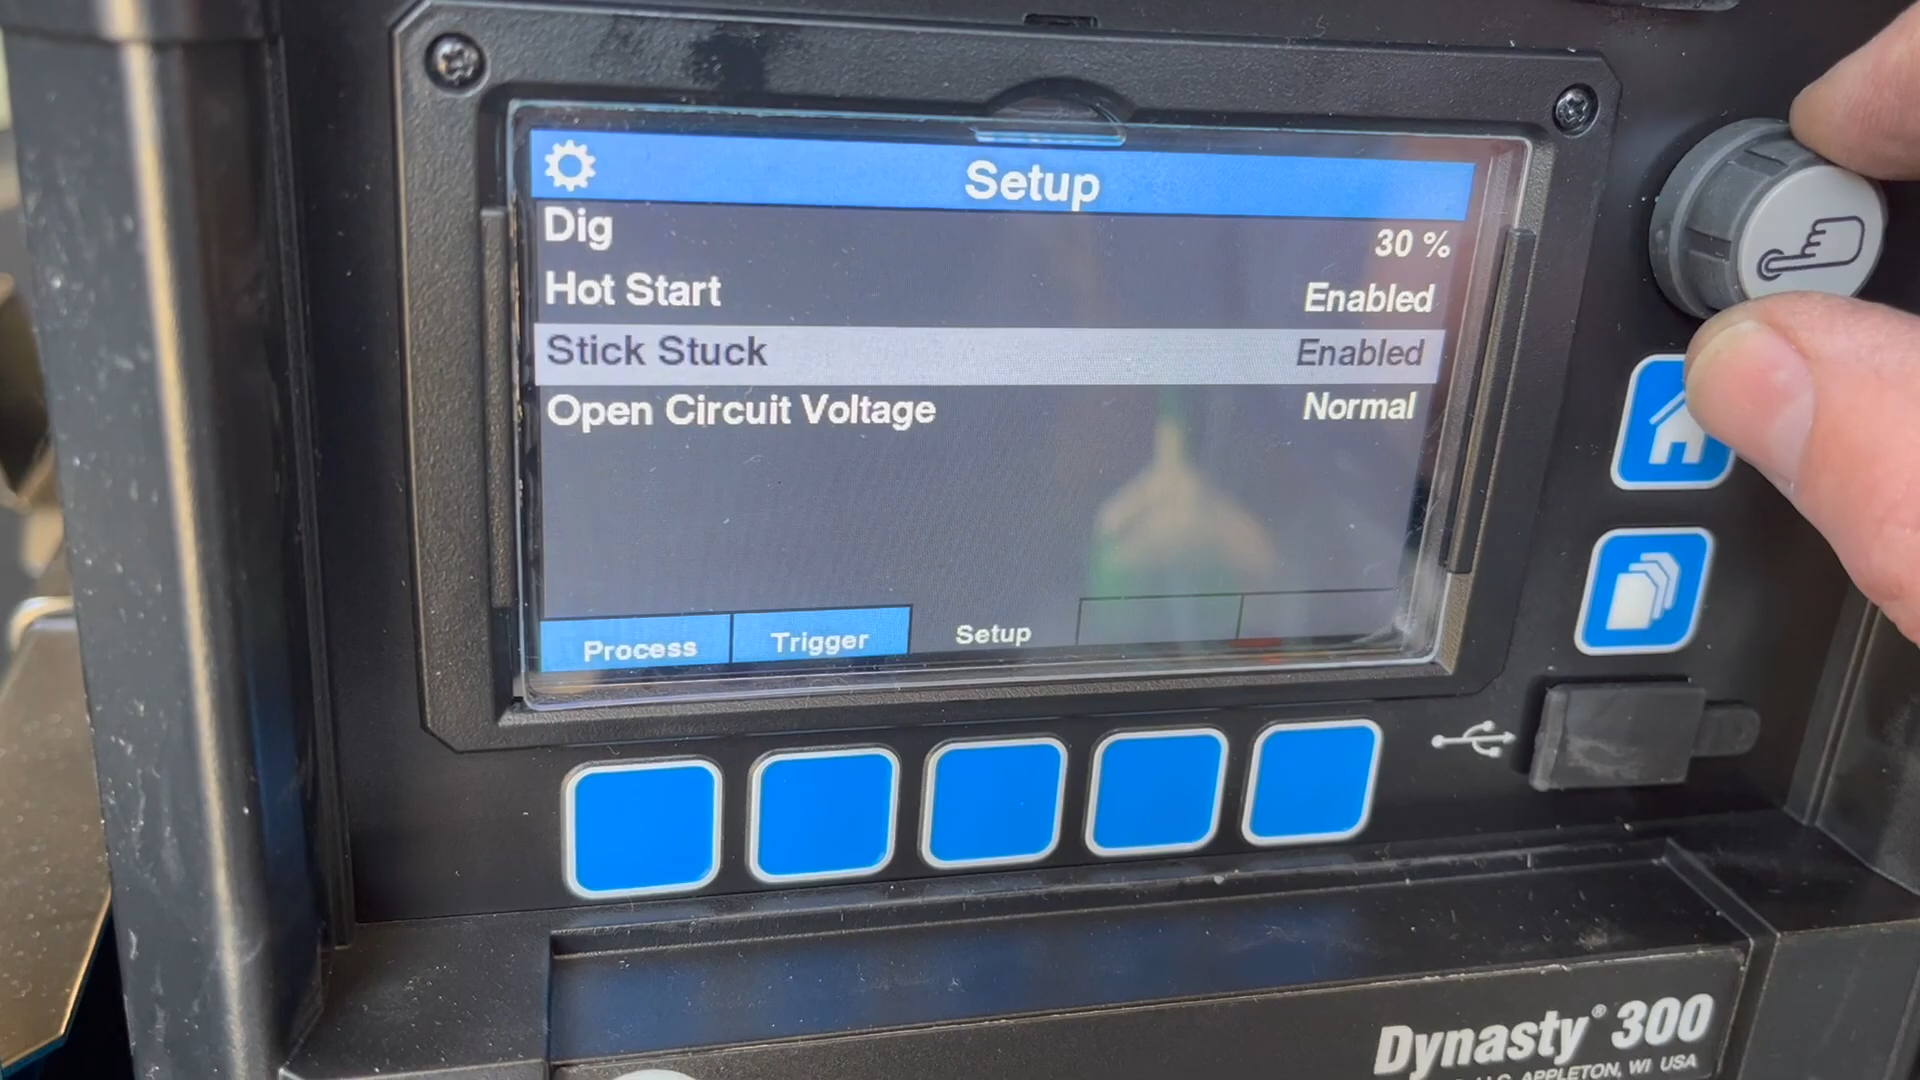 Setup
Dig 30 %
Hot Start Enabled
Stick Stuck Enabled
Open Circuit Voltage Normal
Process Trigger Setup
Dynasty® 300
APPLETON, WI USA